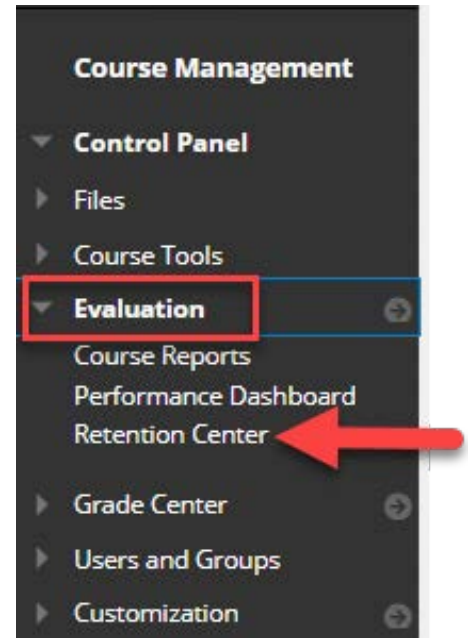 Course Management
Control Panel
Files
Course Tools
Evaluation
Course Reports
Performance Dashboard
Retention Center
Grade Center
Users and Groups
Customization